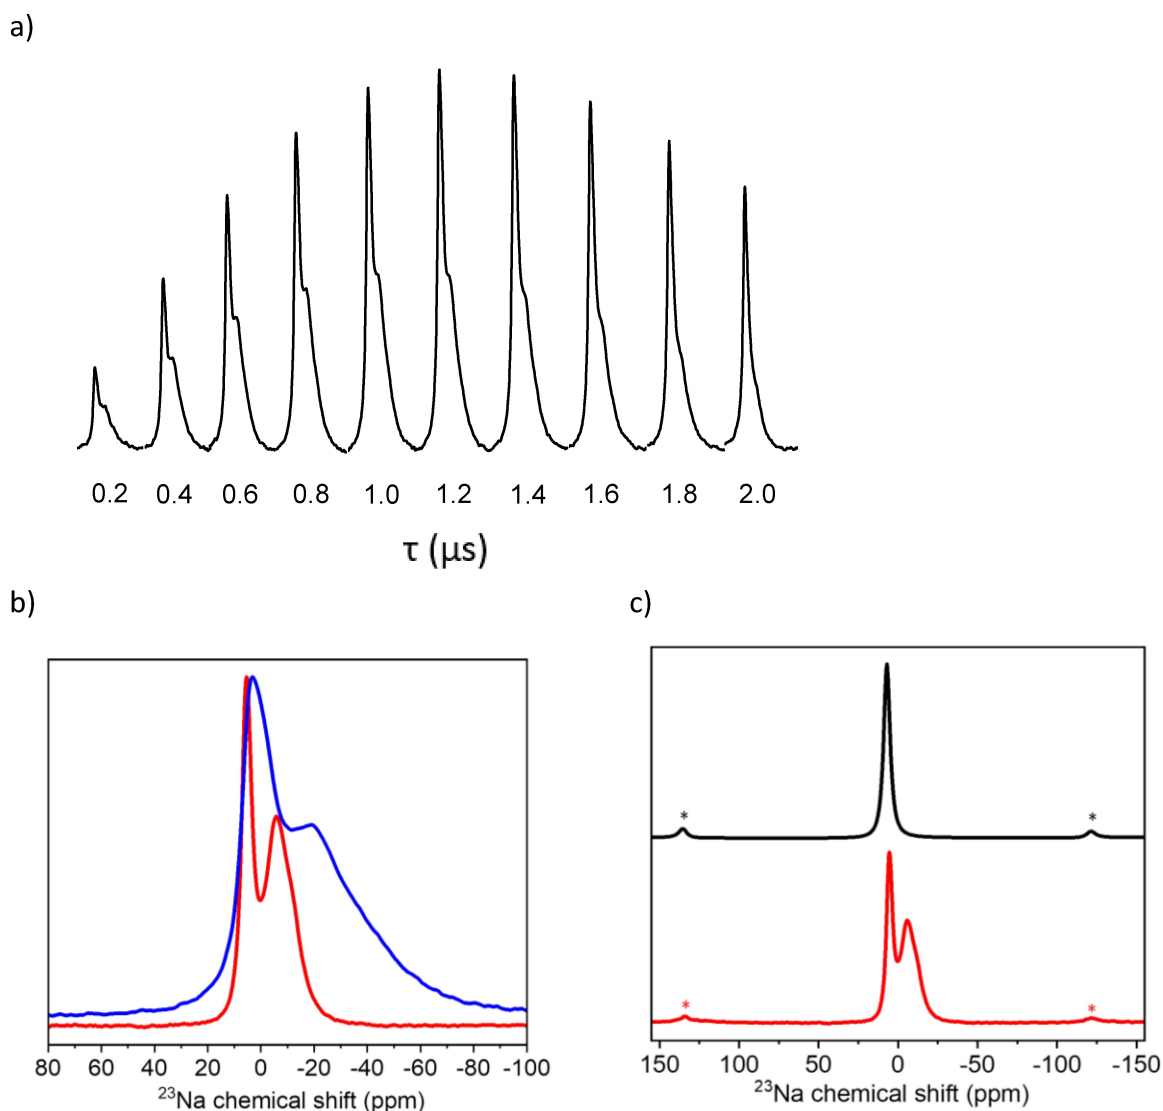 a)
0.2 0.4 0.6 0.8 1.0 1.2 1.4 1.6 1.8 2.0
τ (μs)
b)
c)
80 60 40 20 0 -20 -40 -60 -80 -100
²³Na chemical shift (ppm)
* *
* *
150 100 50 0 -50 -100 -150
²³Na chemical shift (ppm)